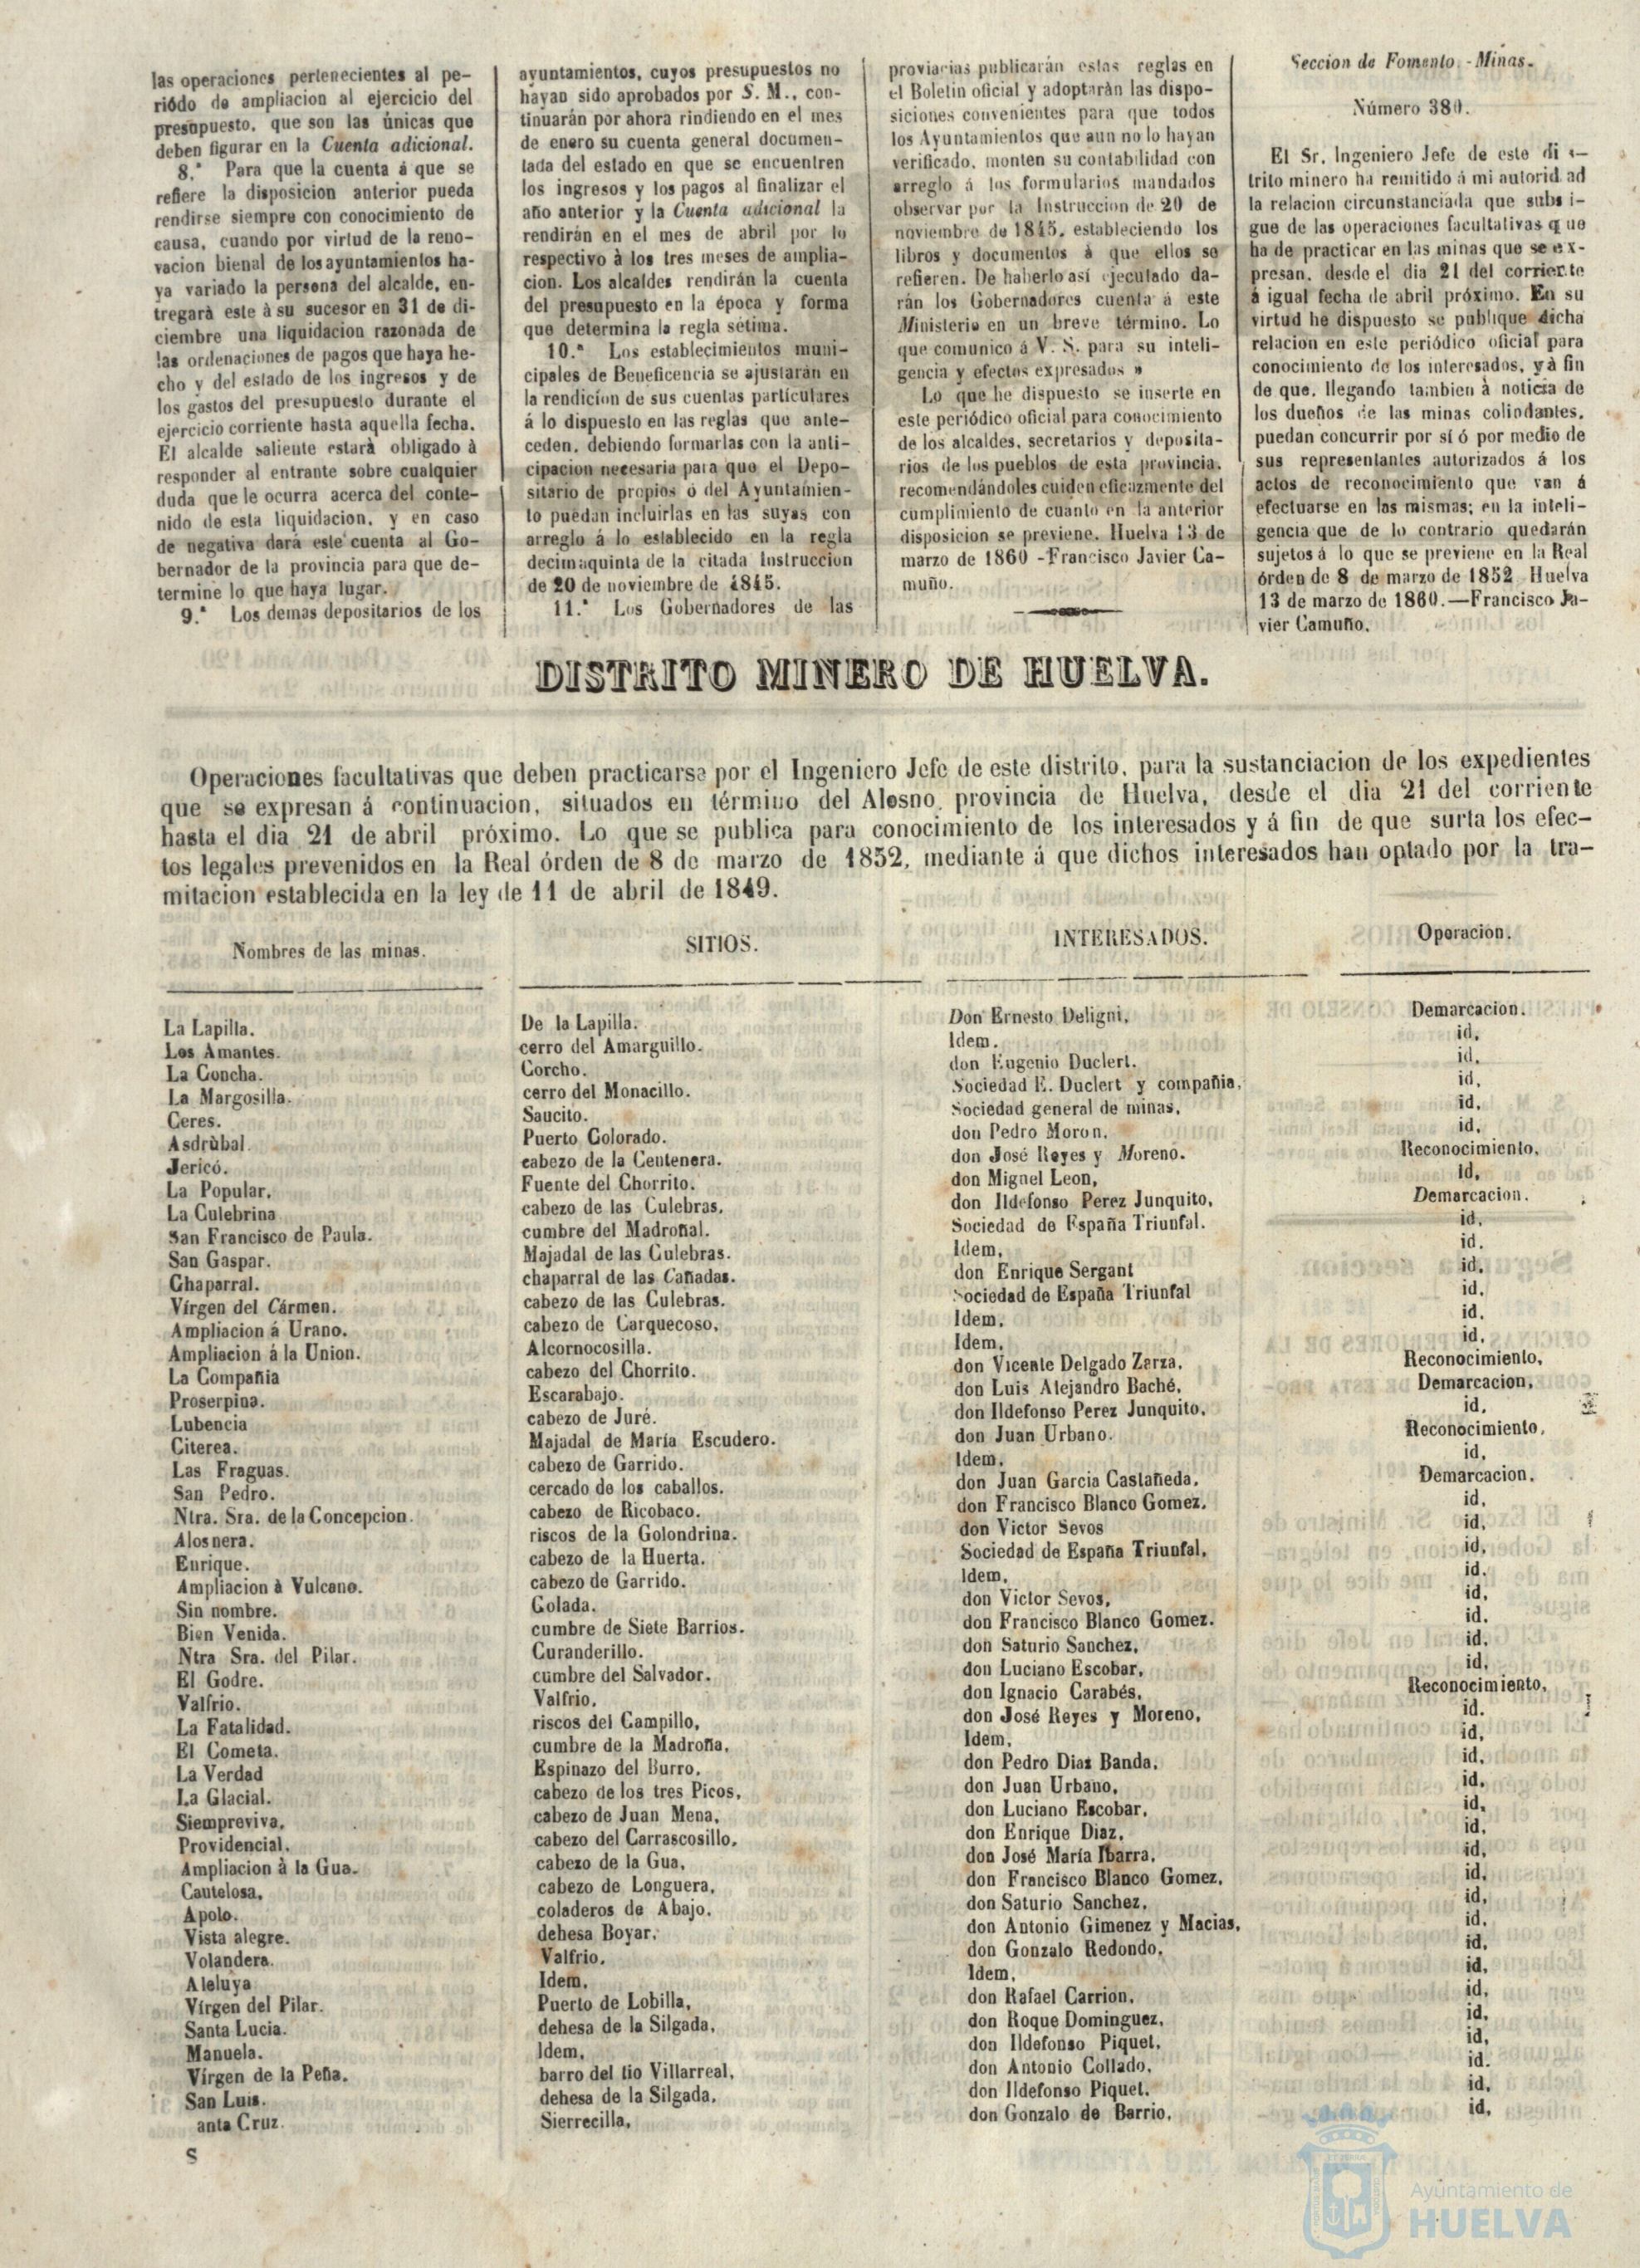 las operaciones pertenecientes al pe-
riódo de ampliacion al ejercicio del
presupuesto, que son las únicas que
deben figurar en la Cuenta adicional.
8.ª Para que la cuenta á que se
refiere la disposicion anterior pueda
rendirse siempre con conocimiento de
causa, cuando por virtud de la reno-
vacion bienal de los ayuntamientos ha-
ya variado la persona del alcalde, en-
tregará este à su sucesor en 31 de di-
ciembre una liquidacion razonada de
las ordenaciones de pagos que haya he-
cho y del estado de los ingresos y de
los gastos del presupuesto durante el
ejercicio corriente hasta aquella fecha.
El alcalde saliente estarà obligado à
responder al entrante sobre cualquier
duda que le ocurra acerca del conte-
nido de esta liquidacion, y en caso
de negativa dará este cuenta al Go-
bernador de la provincia para que de-
termine lo que haya lugar.
9.ª Los demas depositarios de los
ayuntamientos, cuyos presupuestos no
hayan sido aprobados por S. M., con-
tinuarán por ahora rindiendo en el mes
de enero su cuenta general documen-
tada del estado en que se encuentren
los ingresos y los pagos al finalizar el
año anterior y la Cuenta adicional la
rendirán en el mes de abril por lo
respectivo à los tres meses de amplia-
cion. Los alcaldes rendirán la cuenta
del presupuesto en la época y forma
que determina la regla sétima.
10.ª Los establecimientos muni-
cipales de Beneficencia se ajustarán en
la rendicion de sus cuentas particulares
á lo dispuesto en las reglas que ante-
ceden, debiendo formarlas con la anti-
cipacion necesaria para que el Depo-
sitario de propios ó del Ayuntamien-
to puedan incluirlas en las suyas con
arreglo á lo establecido en la regla
decimaquinta de la citada Instruccion
de 20 de noviembre de 1845.
11.ª Los Gobernadores de las
proviacias publicarán estas reglas en
el Boletin oficial y adoptaràn las dispo-
siciones convenientes para que todos
los Ayuntamientos que aun no lo hayan
verificado, monten su contabilidad con
arreglo á los formularios mandados
observar por la Instruccion de 20 de
noviembre de 1845, estableciendo los
libros y documentos à que ellos se
refieren. De haberlo así ejeculado da-
rán los Gobernadores cuenta á este
Ministerio en un breve término. Lo
que comunico á V. S. para su inteli-
gencia y efectos expresados »
Lo que he dispuesto se inserte en
este periódico oficial para conocimiento
de los alcaldes, secretarios y deposita-
rios de los pueblos de esta provincia,
recomendándoles cuiden eficazmente del
cumplimiento de cuanto en la anterior
disposicion se previene. Huelva 13 de
marzo de 1860 -Francisco Javier Ca-
muño.
Seccion de Fomento.-Minas.
Número 380.
El Sr. Ingeniero Jefe de este di s-
trito minero ha remitido á mi autorid ad
la relacion circunstanciada que subs i-
gue de las operaciones facultativas q ue
ha de practicar en las minas que se ex-
presan, desde el dia 21 del corriente
á igual fecha de abril próximo. En su
virtud he dispuesto se publique dicha
relacion en este periódico oficial para
conocimiento de los interesados, y à fin
de que, llegando tambien à noticia de
los dueños de las minas colindantes,
puedan concurrir por sí ó por medio de
sus representantes autorizados á los
actos de reconocimiento que van á
efectuarse en las mismas; en la inteli-
gencia que de lo contrario quedarán
sujetos á lo que se previene en la Real
órden de 8 de marzo de 1852 Huelva
13 de marzo de 1860.—Francisco Ja-
vier Camuño.
DISTRITO MINERO DE HUELVA.
Operaciones facultativas que deben practicarse por el Ingeniero Jefe de este distrito, para la sustanciacion de los expedientes
que se expresan á continuacion, situados en término del Alosno, provincia de Huelva, desde el dia 21 del corriente
hasta el dia 21 de abril próximo. Lo que se publica para conocimiento de los interesados y á fin de que surta los efec-
tos legales prevenidos en la Real órden de 8 de marzo de 1852, mediante á que dichos interesados han optado por la tra-
mitacion establecida en la ley de 11 de abril de 1849.
Nombres de las minas. SITIOS. INTERESADOS. Operacion.
La Lapilla. De la Lapilla. Don Ernesto Deligni, Demarcacion.
Los Amantes. cerro del Amarguillo. Idem. id,
La Concha. Corcho. don Eugenio Duclert. id.
La Margosilla. cerro del Monacillo. Sociedad E. Duclert y compañia, id,
Ceres. Saucito. Sociedad general de minas, id,
Asdrùbal. Puerto Colorado. don Pedro Moron, id,
Jericó. cabezo de la Centenera. don José Reyes y Moreno. Reconocimiento,
La Popular, Fuente del Chorrito. don Mignel Leon, id,
La Culebrina cabezo de las Culebras, don Ildefonso Perez Junquito, Demarcacion.
San Francisco de Paula. cumbre del Madroñal. Sociedad de España Triunfal. id,
San Gaspar. Majadal de las Culebras. Idem, id.
Chaparral. chaparral de las Cañadas. don Enrique Sergant id,
Vírgen del Cármen. cabezo de las Culebras. Sociedad de España Triunfal id,
Ampliacion á Urano. cabezo de Carquecoso, Idem, id,
Ampliacion á la Union. Alcornocosilla. Idem, id,
La Compañia cabezo del Chorrito. don Vicente Delgado Zarza, Reconocimiento,
Proserpina. Escarabajo. don Luis Alejandro Baché, Demarcacion,
Lubencia cabezo de Juré. don Ildefonso Perez Junquito, id,
Citerea. Majadal de María Escudero. don Juan Urbano. Reconocimiento,
Las Fraguas. cabezo de Garrido. Idem, id,
San Pedro. cercado de los caballos. don Juan Garcia Castañeda, Demarcacion,
Ntra. Sra. de la Concepcion. cabezo de Ricobaco. don Francisco Blanco Gomez, id,
Alosnera. riscos de la Golondrina. don Victor Sevos id,
Enrique. cabezo de la Huerta. Sociedad de España Triunfal, id,
Ampliacion à Vulcano. cabezo de Garrido. Idem, id.
Sin nombre. Colada. don Victor Sevos, id,
Bien Venida. cumbre de Siete Barrios. don Francisco Blanco Gomez. id.
Ntra Sra. del Pilar. Curanderillo. don Saturio Sanchez, id,
El Godre. cumbre del Salvador. don Luciano Escobar, id,
Valfrio. Valfrio, don Ignacio Carabés, Reconocimiento,
La Fatalidad. riscos del Campillo, don José Reyes y Moreno, id.
El Cometa. cumbre de la Madroña, Idem, id,
La Verdad Espinazo del Burro, don Pedro Diaz Banda, id,
La Glacial. cabezo de los tres Picos, don Juan Urbano, id,
Siempreviva, cabezo de Juan Mena, don Luciano Escobar, id,
Providencial. cabezo del Carrascosillo, don Enrique Diaz, id,
Ampliacion à la Gua. cabezo de la Gua, don José María Ibarra, id,
Cautelosa, cabezo de Longuera, don Francisco Blanco Gomez, id,
Apolo. coladeros de Abajo. don Saturio Sanchez, id,
Vista alegre. dehesa Boyar, don Antonio Gimenez y Macias, id,
Volandera. Valfrio, don Gonzalo Redondo, id,
Aleluya Idem, Idem, id,
Vírgen del Pilar. Puerto de Lobilla, don Rafael Carrion, id,
Santa Lucia. dehesa de la Silgada, don Roque Dominguez, id,
Manuela. Idem, don Ildefonso Piquet, id,
Vírgen de la Peña. barro del tio Villarreal, don Antonio Collado, id.
San Luis. dehesa de la Silgada, don Ildefonso Piquet. id,
anta Cruz. Sierrecilla, don Gonzalo de Barrio, id,
S
Ayuntamiento de
HUELVA